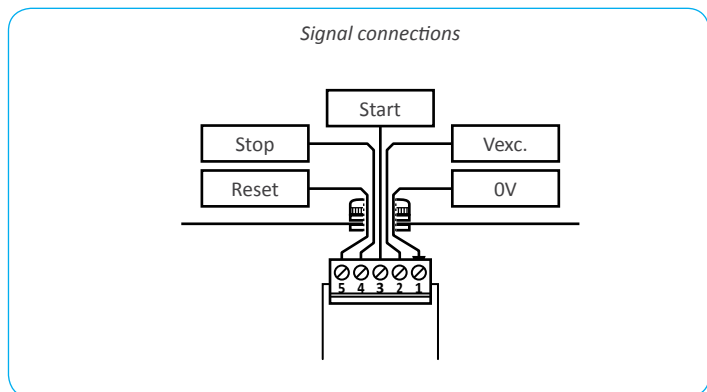 Signal connections
Start
Stop
Vexc.
Reset
0V
5 4 3 2 1